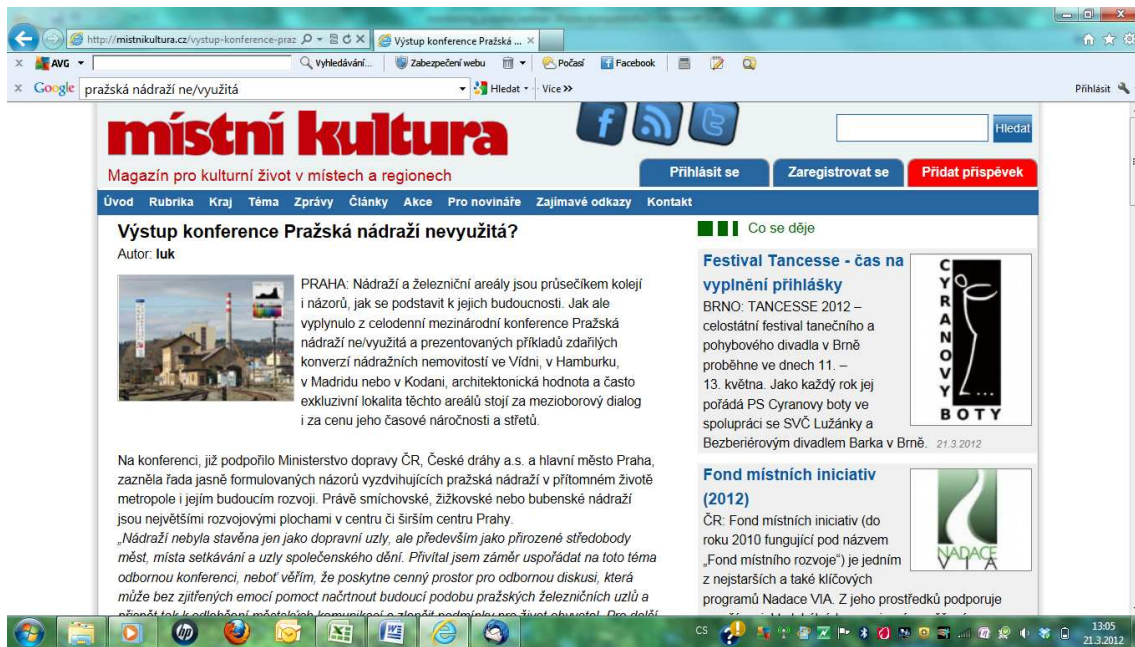 http://mistnikultura.cz/vystup-konference-praz
Výstup konference Pražská ...
AVG
Vyhledávání...
Zabezpečení webu
Počasí
Facebook
Google
pražská nádraží ne/využitá
Hledat
Více >>
Přihlásit
místní kultura
Magazín pro kulturní život v místech a regionech
Hledat
Přihlásit se
Zaregistrovat se
Přidat příspěvek
Úvod Rubrika Kraj Téma Zprávy Články Akce Pro novináře Zajímavé odkazy Kontakt
Výstup konference Pražská nádraží nevyužitá?
Autor: luk
PRAHA: Nádraží a železniční areály jsou průsečíkem kolejí
i názorů, jak se podstavit k jejich budoucnosti. Jak ale
vyplynulo z celodenní mezinárodní konference Pražská
nádraží ne/využitá a prezentovaných příkladů zdařilých
konverzí nádražních nemovitostí ve Vídni, v Hamburku,
v Madridu nebo v Kodani, architektonická hodnota a často
exkluzivní lokalita těchto areálů stojí za mezioborový dialog
i za cenu jeho časové náročnosti a střetů.
Na konferenci, již podpořilo Ministerstvo dopravy ČR, České dráhy a.s. a hlavní město Praha,
zazněla řada jasně formulovaných názorů vyzdvihujících pražská nádraží v přítomném životě
metropole i jejím budoucím rozvoji. Právě smíchovské, žižkovské nebo bubenské nádraží
jsou největšími rozvojovými plochami v centru či širším centru Prahy.
„Nádraží nebyla stavěna jen jako dopravní uzly, ale především jako přirozené středobody
měst, místa setkávání a uzly společenského dění. Přivítal jsem záměr uspořádat na toto téma
odbornou konferenci, neboť věřím, že poskytne cenný prostor pro odbornou diskusi, která
může bez zjitřených emocí pomoct načrtnout budoucí podobu pražských železničních uzlů a
Co se děje
Festival Tancesse - čas na
vyplnění přihlášky
BRNO: TANCESSE 2012 –
celostátní festival tanečního a
pohybového divadla v Brně
proběhne ve dnech 11. –
13. května. Jako každý rok jej
pořádá PS Cyranovy boty ve
spolupráci se SVČ Lužánky a
Bezbariérovým divadlem Barka v Brně. 21.3.2012
CYRANOVY
BOTY
Fond místních iniciativ
(2012)
ČR: Fond místních iniciativ (do
roku 2010 fungující pod názvem
„Fond místního rozvoje“) je jedním
z nejstarších a také klíčových
programů Nadace VIA. Z jeho prostředků podporuje
NADACE
VIA
CS
13:05
21.3.2012